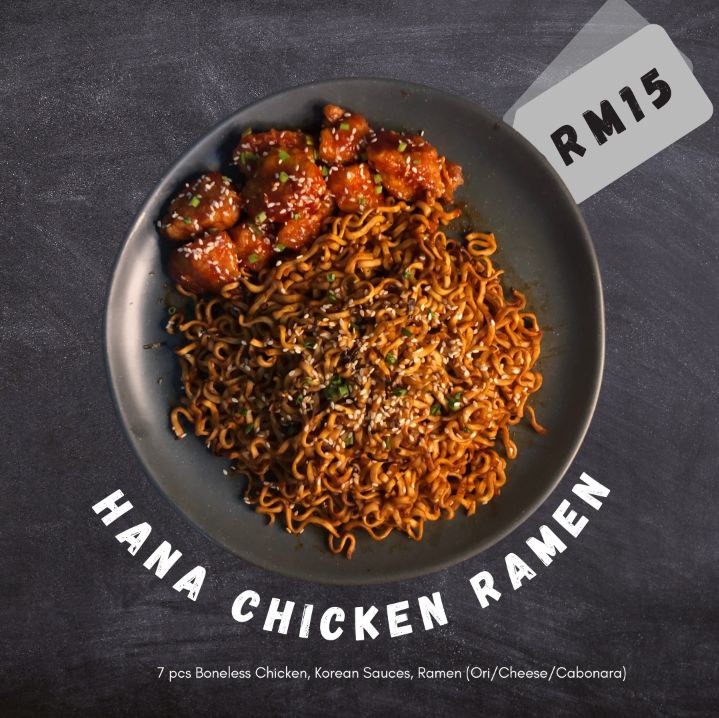 RM15
HANA CHICKEN RAMEN
7 pcs Boneless Chicken, Korean Sauces, Ramen (Ori/Cheese/Cabonara)